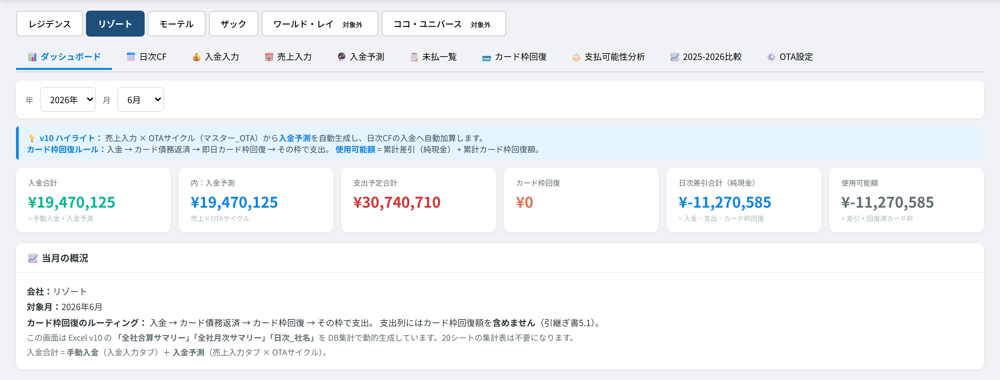 レジデンス リゾート モーテル ザック ワールド・レイ 対象外 ココ・ユニバース 対象外
📊 ダッシュボード 📅 日次CF 💰 入金入力 🏨 売上入力 🔮 入金予測 📋 未払一覧 💳 カード枠回復 ⚖️ 支払可能性分析 📈 2025-2026比較 ⚙️ OTA設定
年 2026年 月 6月
💡 v10 ハイライト： 売上入力 × OTAサイクル（マスター_OTA）から入金予測を自動生成し、日次CFの入金へ自動加算します。
カード枠回復ルール：入金 → カード債務返済 → 即日カード枠回復 → その枠で支出。 使用可能額 = 累計差引（純現金） + 累計カード枠回復額。
入金合計
¥19,470,125
= 手動入金 + 入金予測
内：入金予測
¥19,470,125
売上×OTAサイクル
支出予定合計
¥30,740,710
カード枠回復
¥0
日次差引合計（純現金）
¥-11,270,585
= 入金 − 支出 − カード枠回復
使用可能額
¥-11,270,585
= 差引 + 回復済カード枠
📈 当月の概況
会社：リゾート
対象月：2026年6月
カード枠回復のルーティング： 入金 → カード債務返済 → カード枠回復 → その枠で支出。 支出列にはカード枠回復額を含めません（引継ぎ書5.1）。
この画面は Excel v10 の 「全社合算サマリー」「全社月次サマリー」「日次_社名」 を DB集計で動的生成しています。20シートの集計表は不要になります。
入金合計 = 手動入金（入金入力タブ）＋ 入金予測（売上入力タブ × OTAサイクル）。